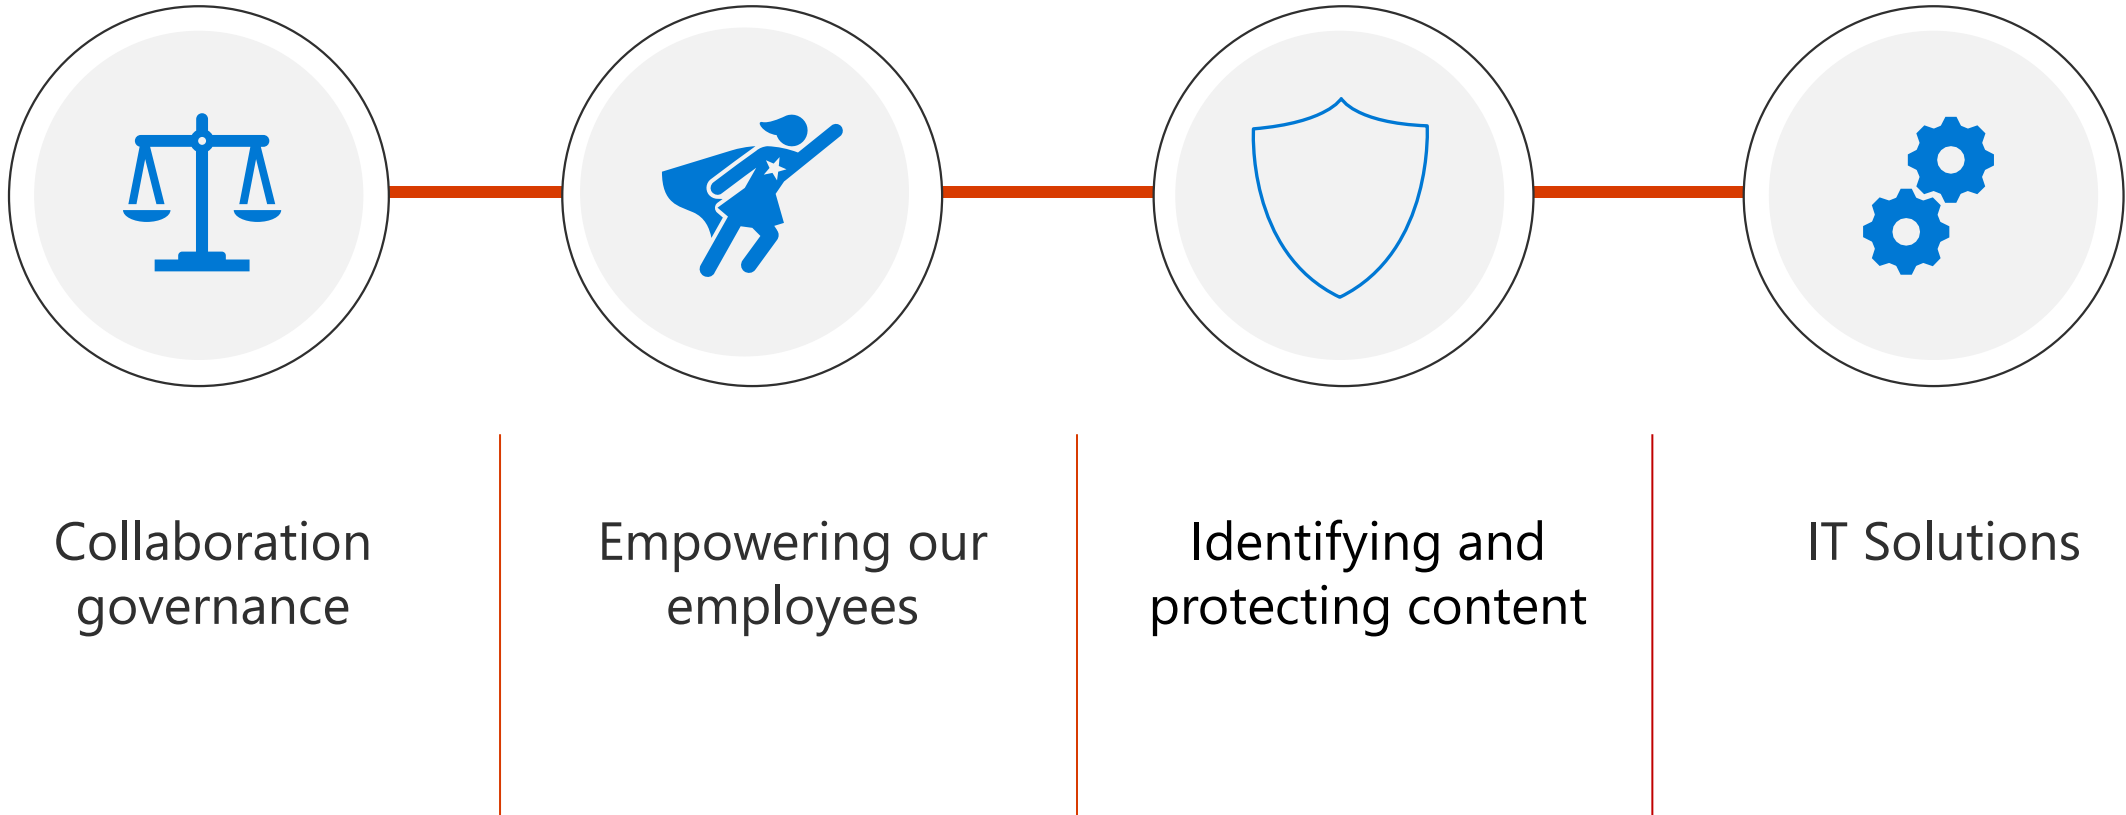 Collaboration
governance
Empowering our
employees
Identifying and
protecting content
IT Solutions